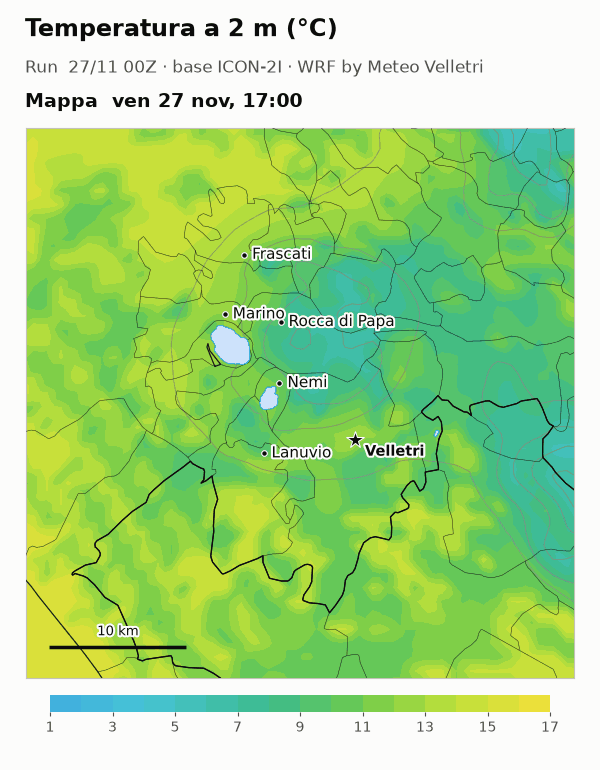 Temperatura a 2 m (°C)
Run  27/11 00Z · base ICON-2I · WRF by Meteo Velletri
Mappa  ven 27 nov, 17:00
Frascati
Marino
Rocca di Papa
Nemi
Lanuvio
Velletri
10 km
1 3 5 7 9 11 13 15 17